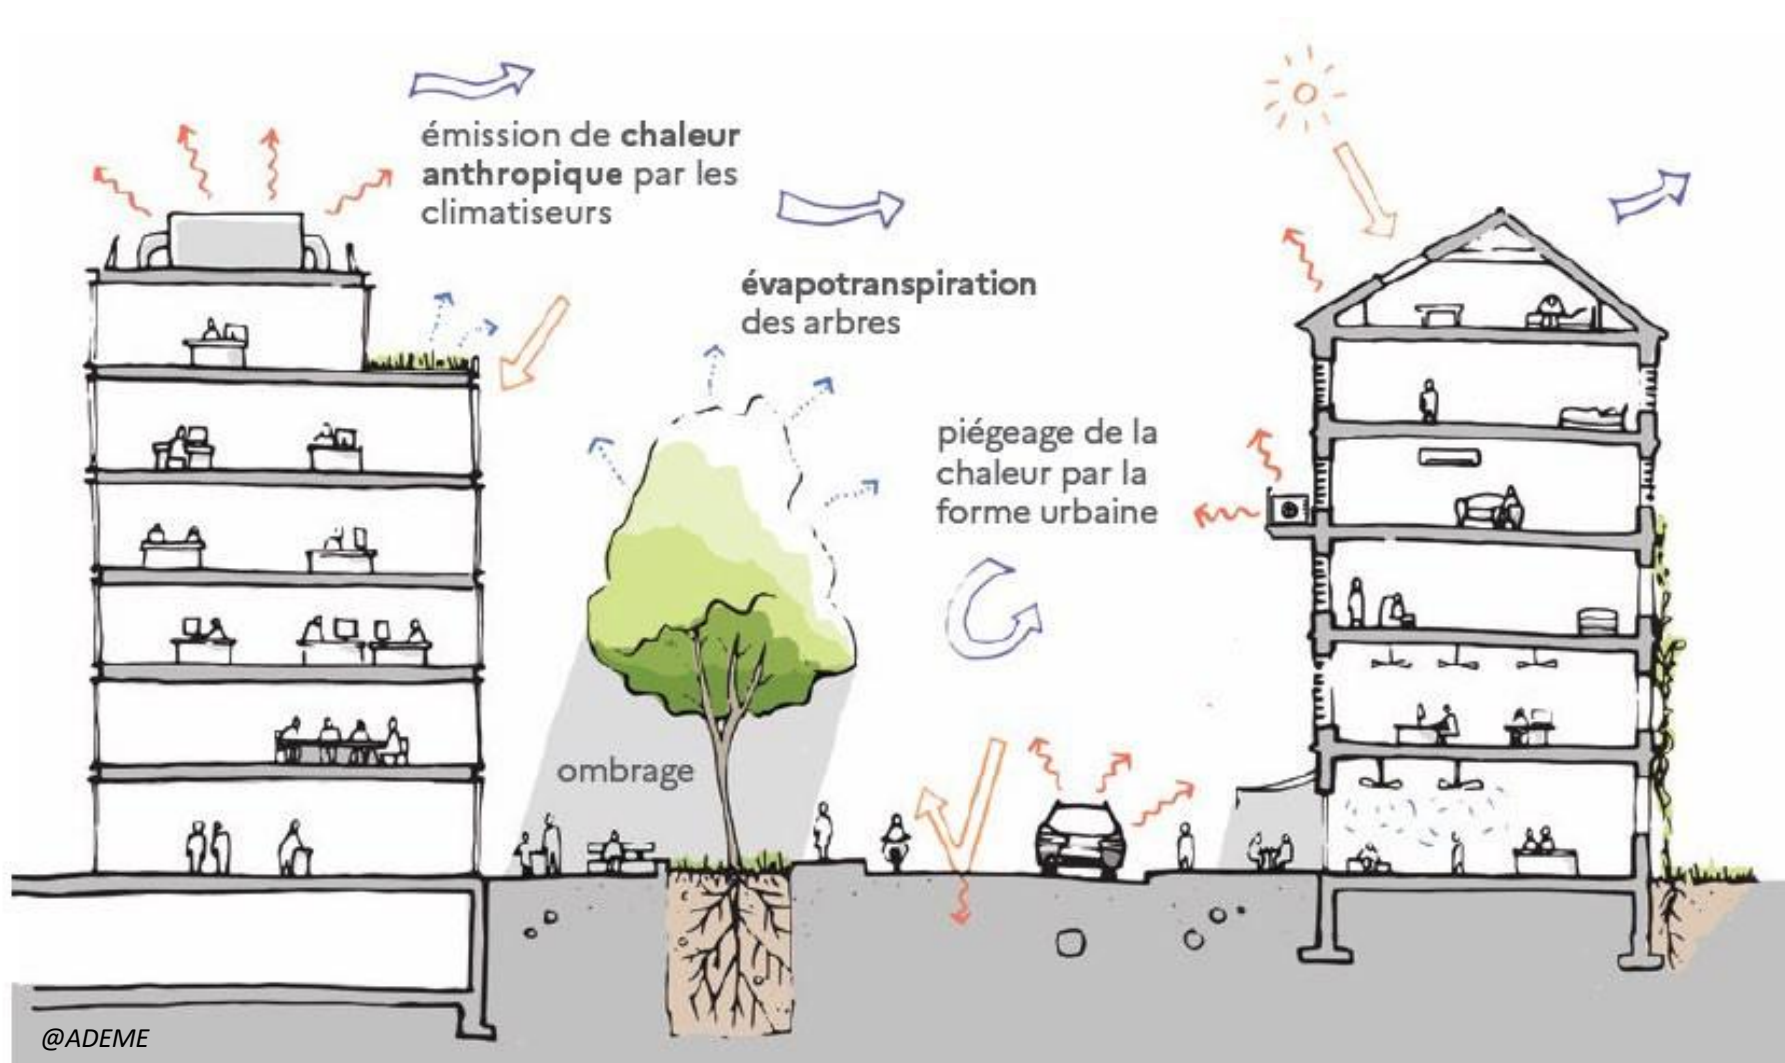 émission de chaleur
anthropique par les
climatiseurs
évapotranspiration
des arbres
piégeage de la
chaleur par la
forme urbaine
ombrage
@ADEME